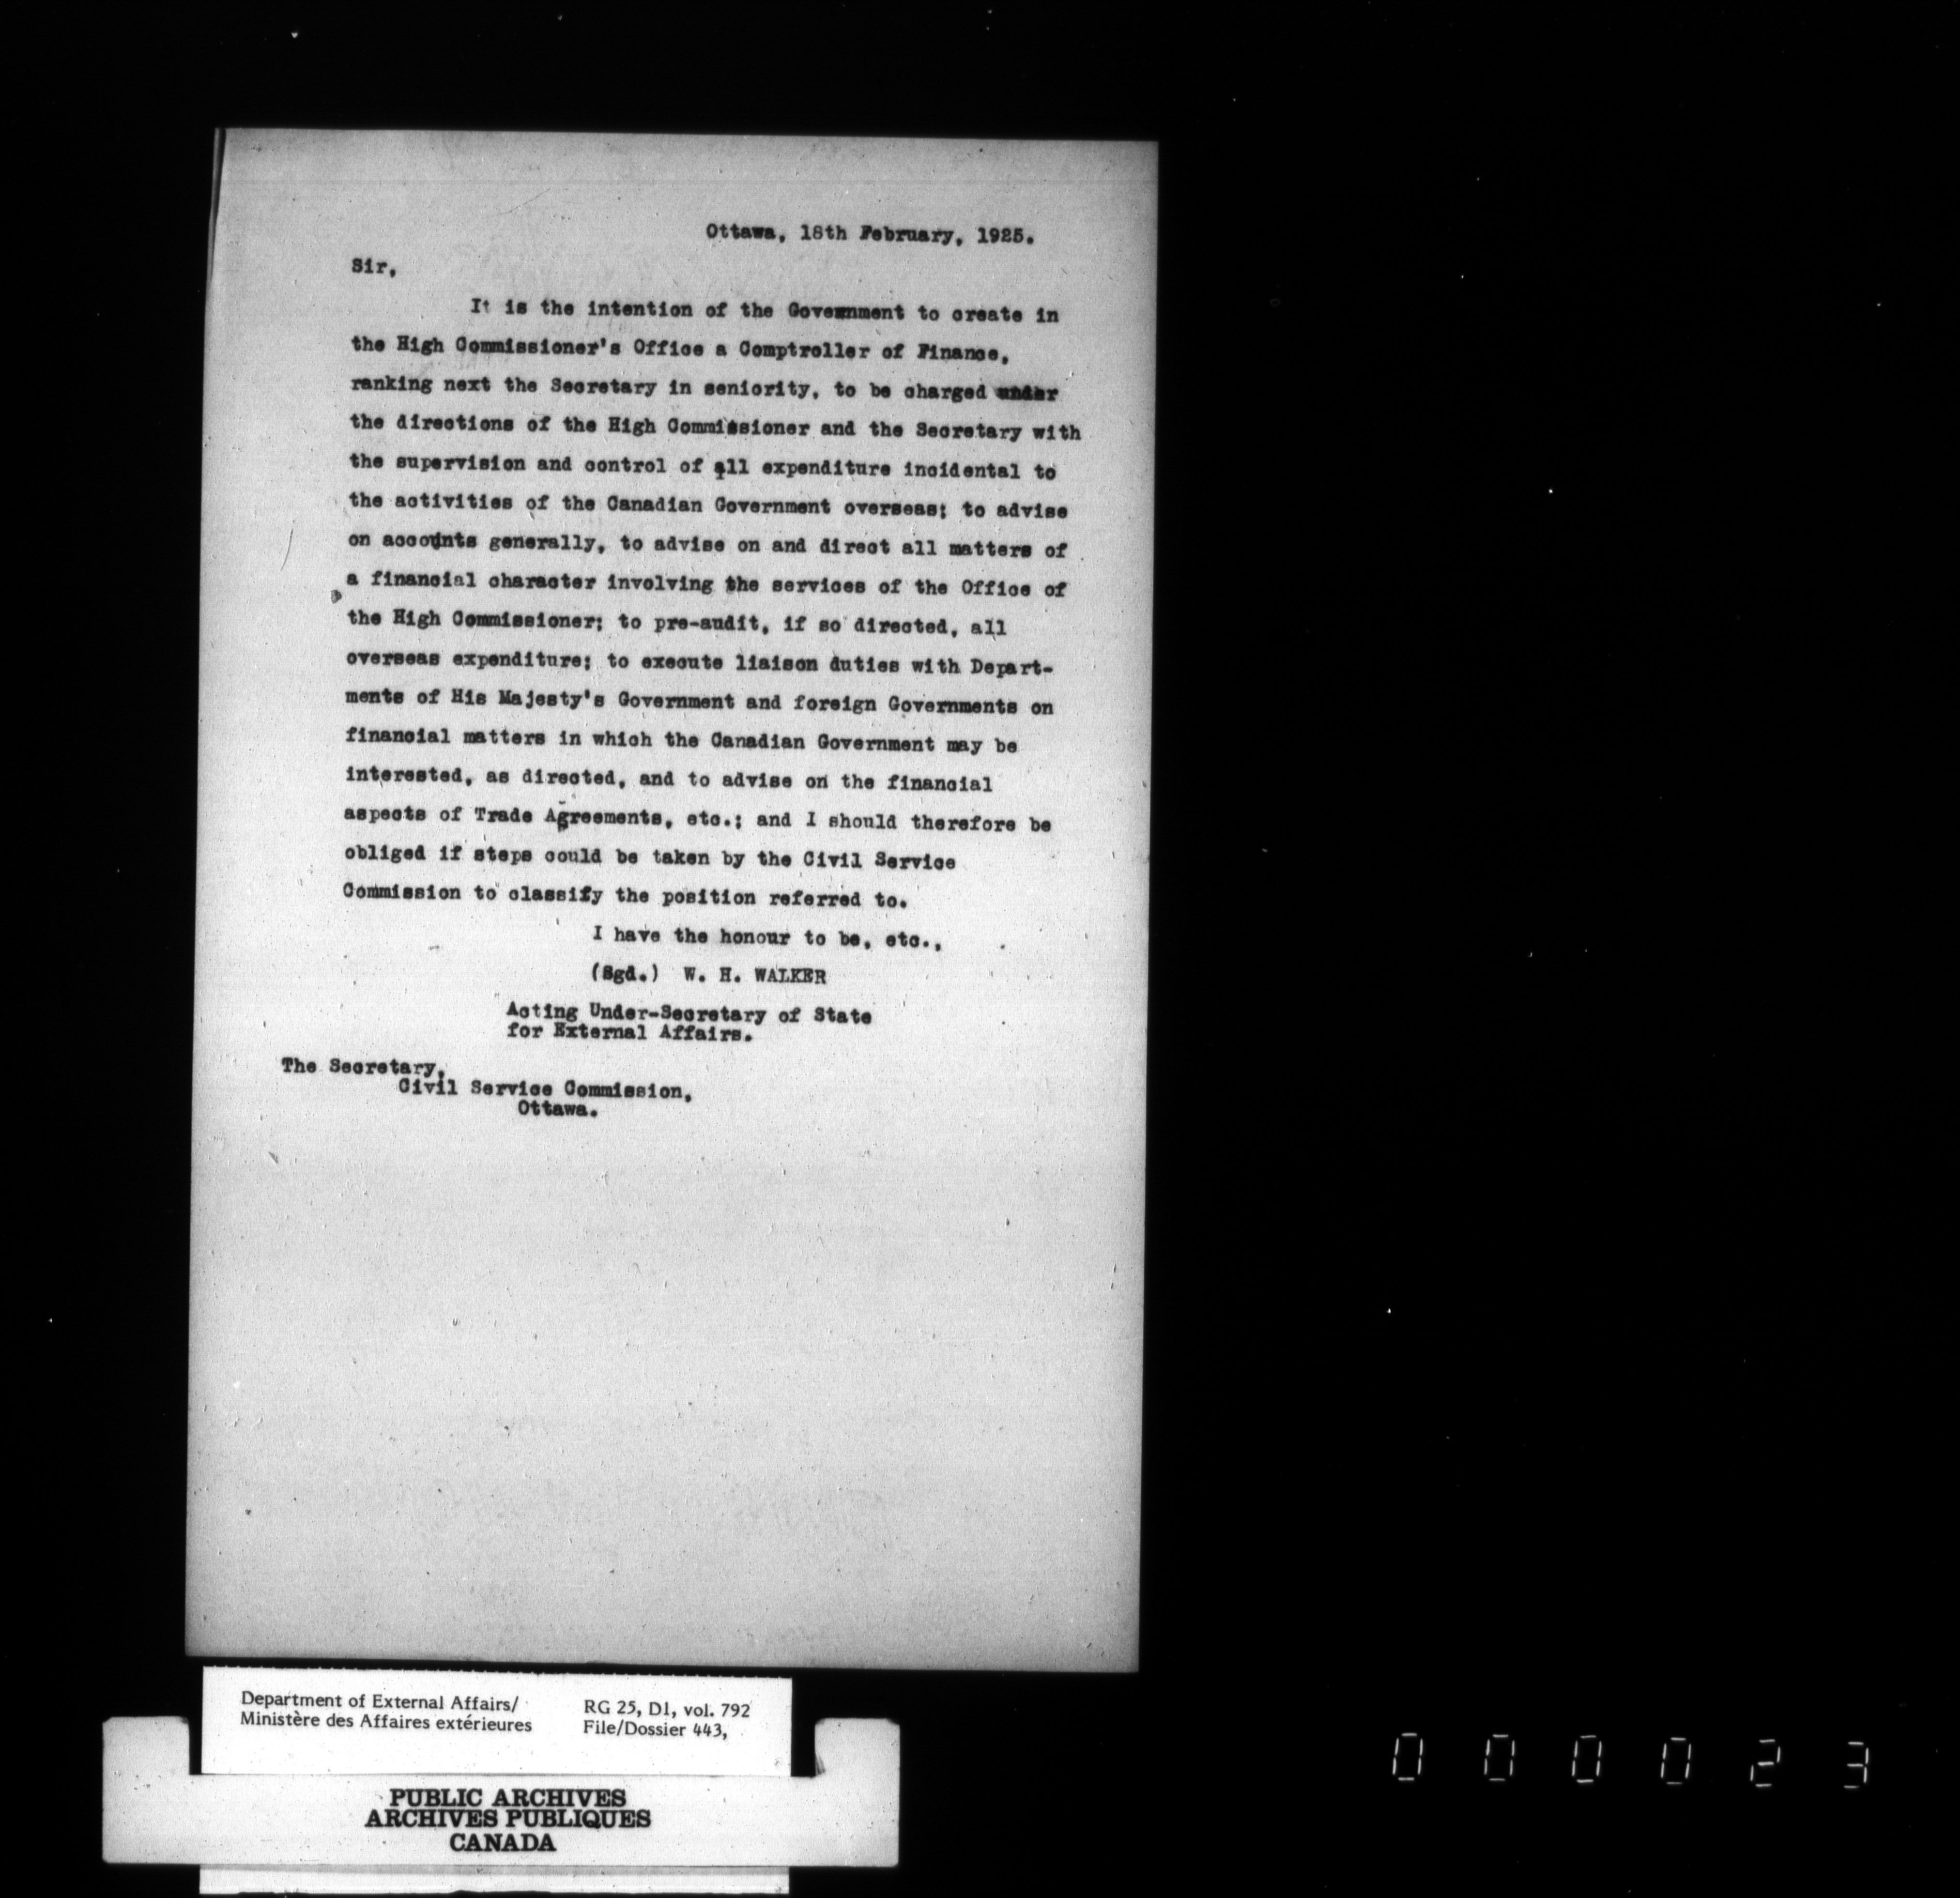 Ottawa, 18th February, 1925.
Sir,
It is the intention of the Government to create in
the High Commissioner's Office a Comptroller of Finance,
ranking next the Secretary in seniority, to be charged under
the directions of the High Commissioner and the Secretary with
the supervision and control of all expenditure incidental to
the activities of the Canadian Government overseas; to advise
on accounts generally, to advise on and direct all matters of
a financial character involving the services of the Office of
the High Commissioner; to pre-audit, if so directed, all
overseas expenditure; to execute liaison duties with Depart-
ments of His Majesty's Government and foreign Governments on
financial matters in which the Canadian Government may be
interested, as directed, and to advise on the financial
aspects of Trade Agreements, etc.; and I should therefore be
obliged if steps could be taken by the Civil Service
Commission to classify the position referred to.
I have the honour to be, etc.,
(Sgd.) W. H. WALKER
Acting Under-Secretary of State
for External Affairs.
The Secretary,
Civil Service Commission,
Ottawa.
Department of External Affairs/ RG 25, D1, vol. 792
Ministère des Affaires extérieures File/Dossier 443,
PUBLIC ARCHIVES
ARCHIVES PUBLIQUES
CANADA
0 0 0 0 2 3